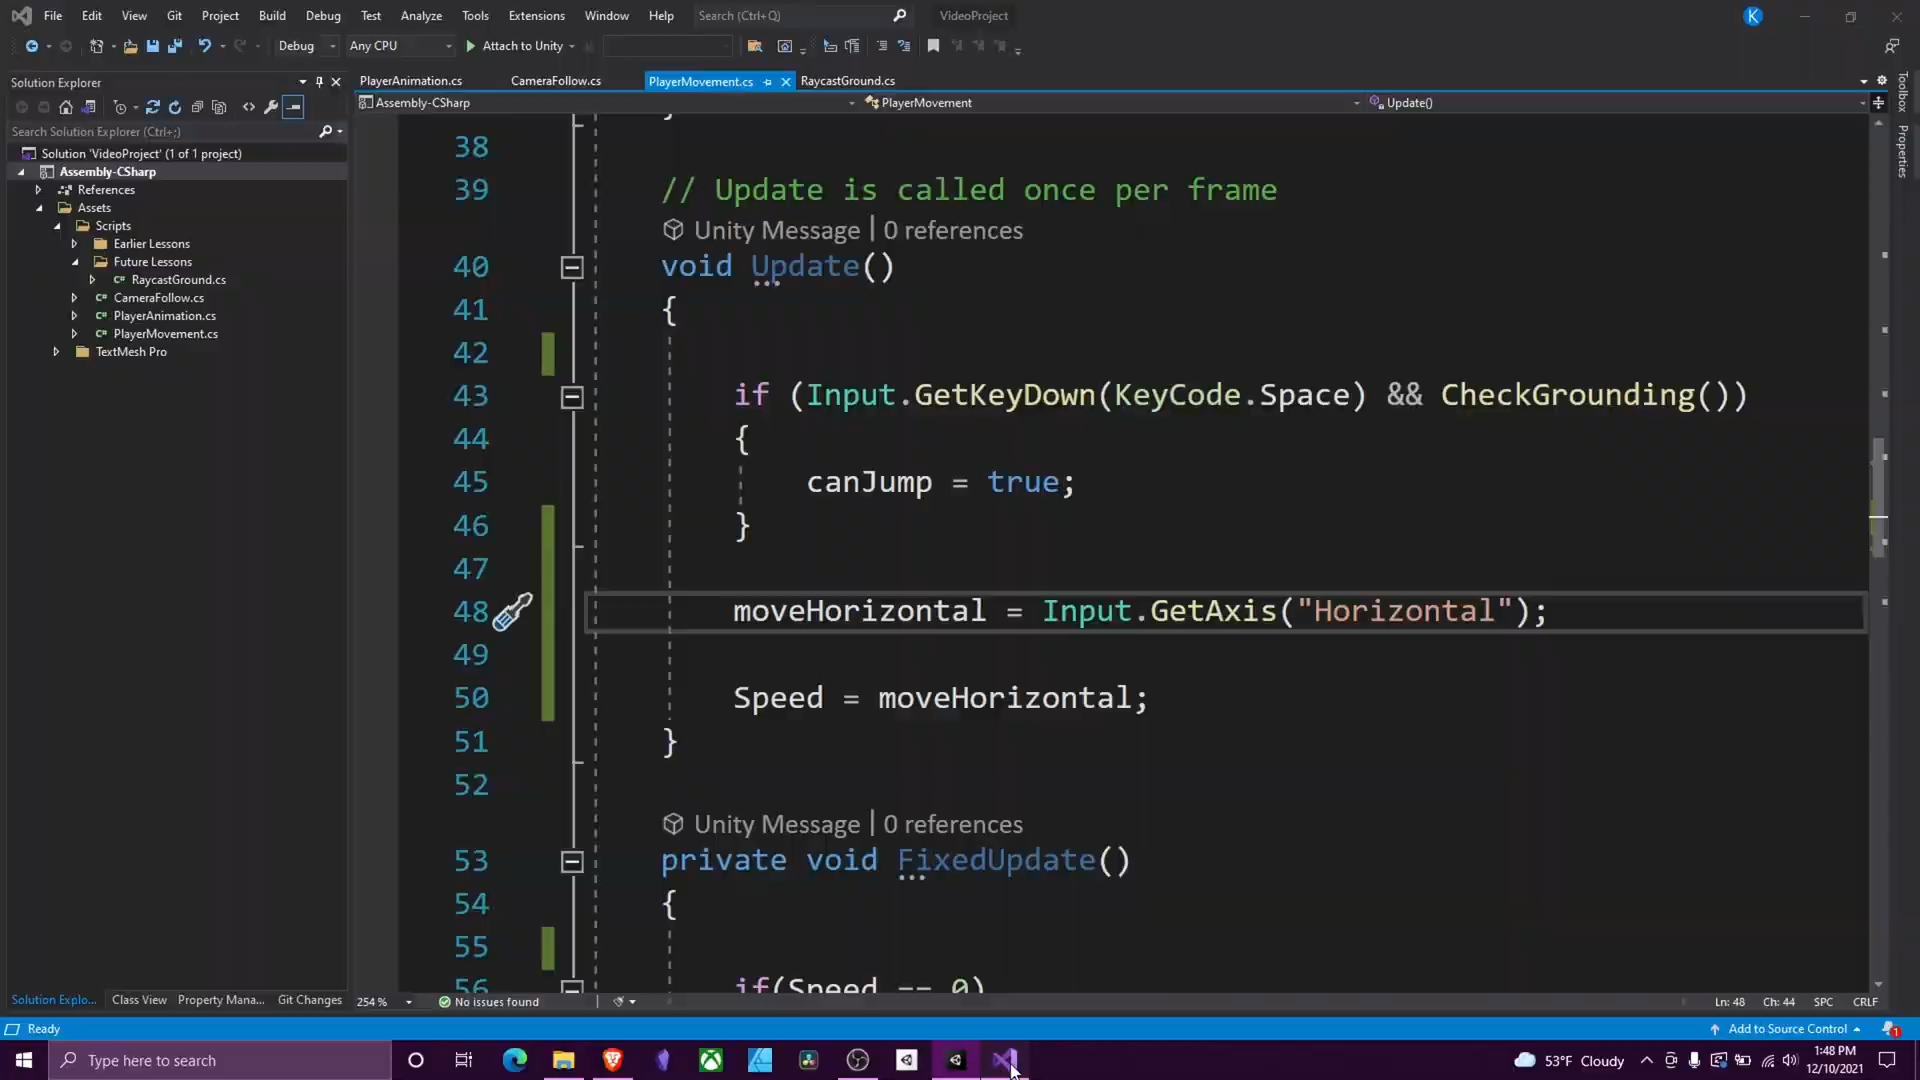 File Edit View Git Project Build Debug Test Analyze Tools Extensions Window Help Search (Ctrl+Q) VideoProject K
Debug Any CPU Attach to Unity
Solution Explorer
Search Solution Explorer (Ctrl+;)
Solution 'VideoProject' (1 of 1 project)
Assembly-CSharp
References
Assets
Scripts
Earlier Lessons
Future Lessons
C# RaycastGround.cs
C# CameraFollow.cs
C# PlayerAnimation.cs
C# PlayerMovement.cs
TextMesh Pro
PlayerAnimation.cs CameraFollow.cs PlayerMovement.cs RaycastGround.cs
Assembly-CSharp PlayerMovement Update()
38
39 // Update is called once per frame
Unity Message | 0 references
40 void Update()
41 {
42
43 if (Input.GetKeyDown(KeyCode.Space) && CheckGrounding())
44 {
45 canJump = true;
46 }
47
48 moveHorizontal = Input.GetAxis("Horizontal");
49
50 Speed = moveHorizontal;
51 }
52
Unity Message | 0 references
53 private void FixedUpdate()
54 {
55
56 if(Speed == 0)
Toolbox
Properties
Solution Explo... Class View Property Mana... Git Changes
254 % No issues found Ln: 48 Ch: 44 SPC CRLF
Ready Add to Source Control 1
Type here to search
53°F Cloudy
1:48 PM
12/10/2021